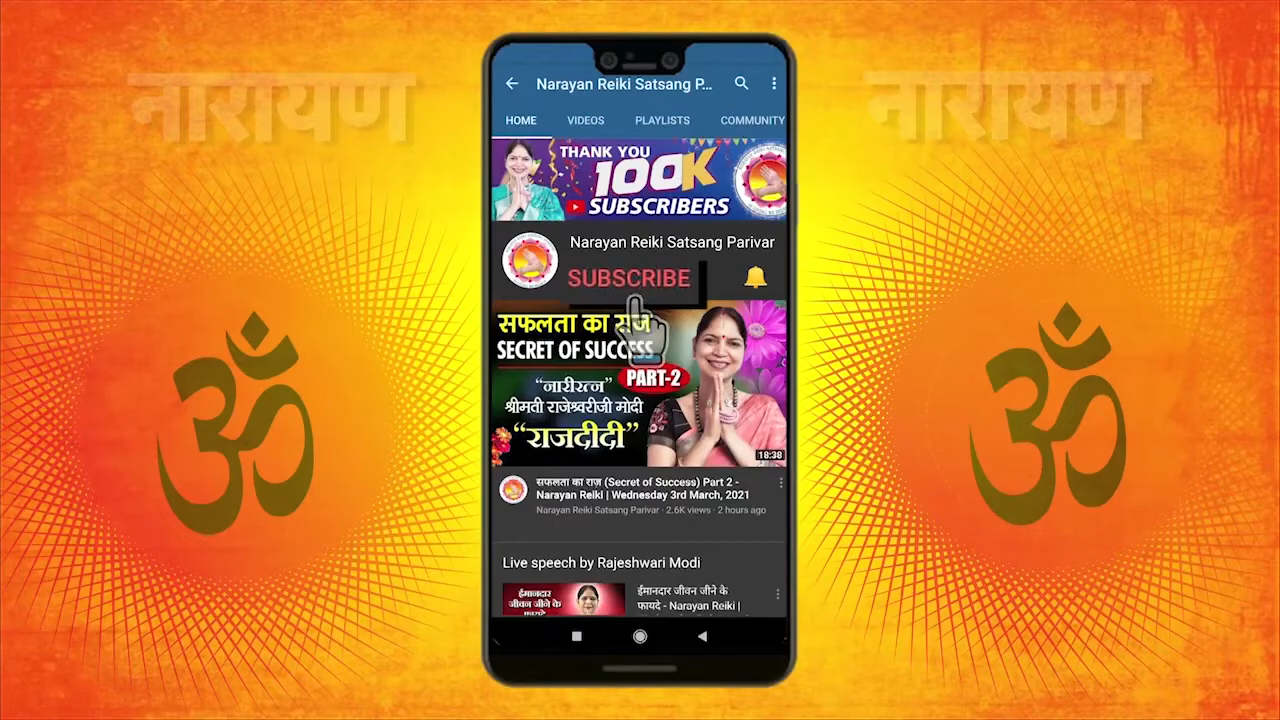 नारायण
नारायण
Narayan Reiki Satsang P...
HOME
VIDEOS
PLAYLISTS
COMMUNITY
THANK YOU
100K
SUBSCRIBERS
Narayan Reiki Satsang Parivar
SUBSCRIBE
सफलता का राज़
SECRET OF SUCCESS
PART-2
“नारीरत्न”
श्रीमती राजेश्वरीजी मोदी
“राजदीदी”
18:38
सफलता का राज़ (Secret of Success) Part 2 -
Narayan Reiki | Wednesday 3rd March, 2021
Narayan Reiki Satsang Parivar · 2.6K views · 2 hours ago
Live speech by Rajeshwari Modi
ईमानदार
जीवन जीने के
ईमानदार जीवन जीने के
फायदे - Narayan Reiki |
ॐ
ॐ